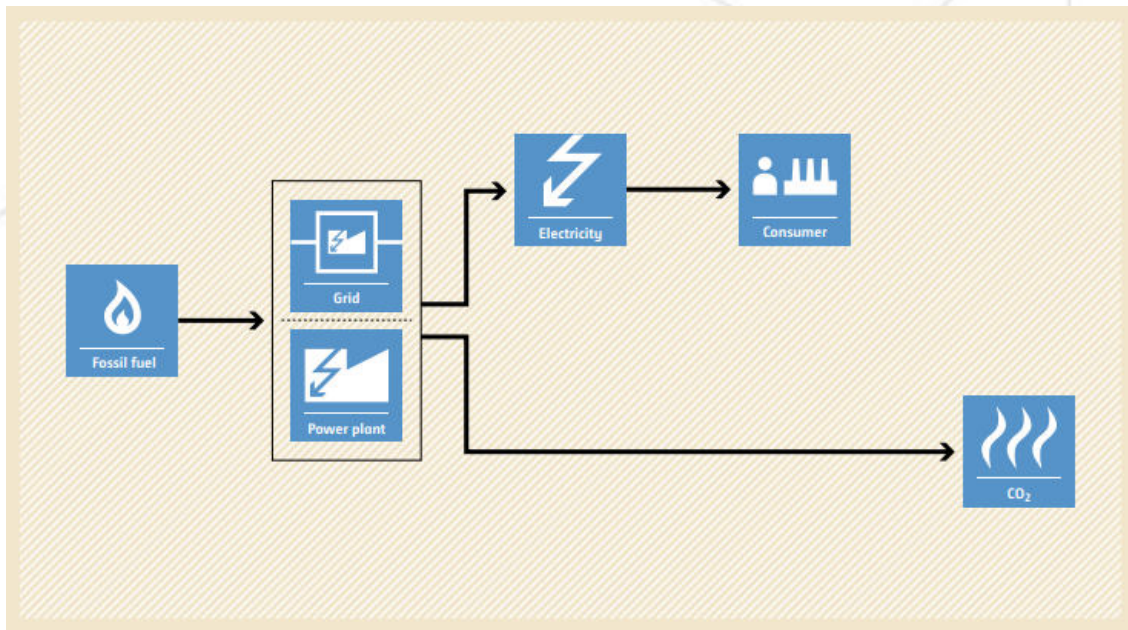 Electricity
Consumer
Grid
Fossil fuel
Power plant
CO₂